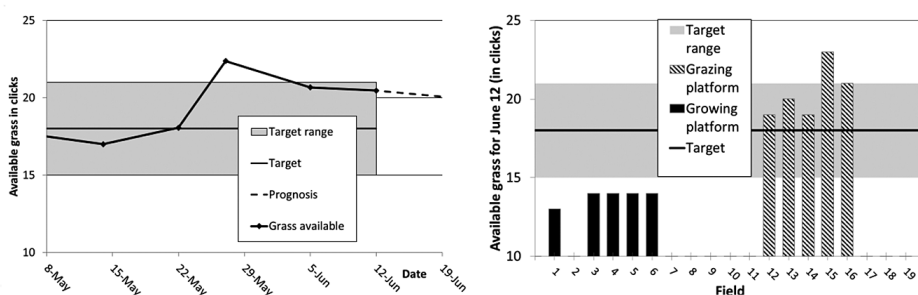 25
20
15
10
Available grass in clicks
Target range
Target
Prognosis
Grass available
8-May
15-May
22-May
29-May
5-Jun
12-Jun
19-Jun
Date
25
20
15
10
Available grass for June 12 (in clicks)
Target
range
Grazing
platform
Growing
platform
Target
1 2 3 4 5 6 7 8 9 10 11 12 13 14 15 16 17 18 19
Field